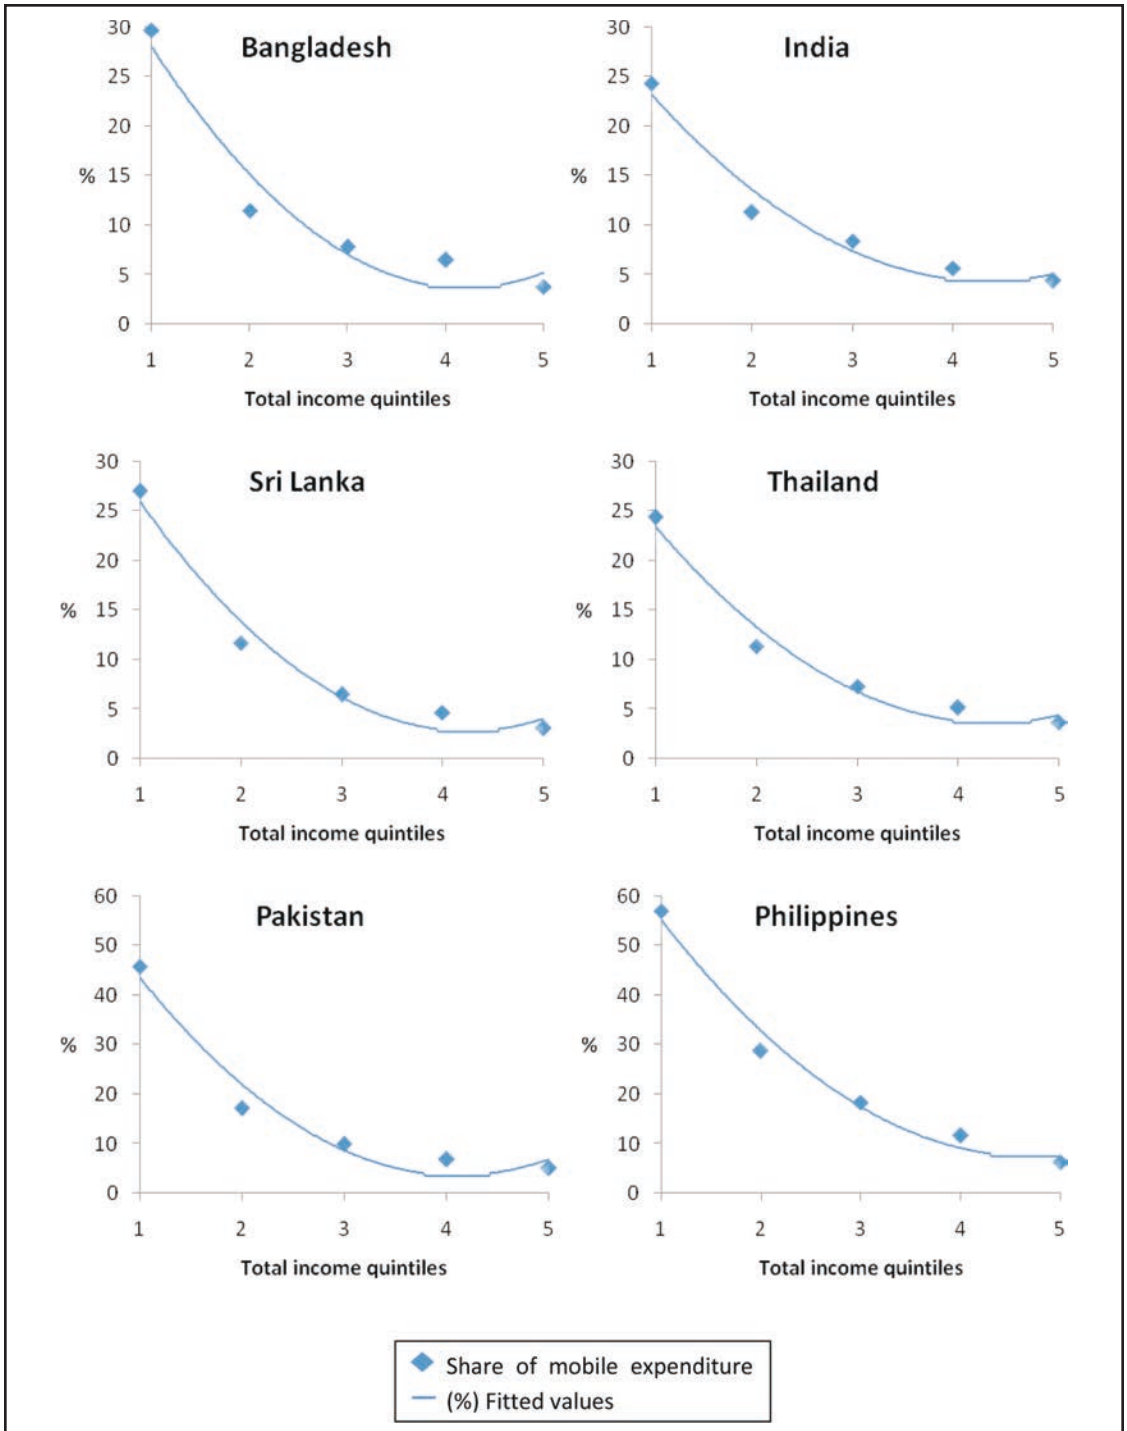 Bangladesh
30
25
20
% 15
10
5
0
1 2 3 4 5
Total income quintiles
India
30
25
20
% 15
10
5
0
1 2 3 4 5
Total income quintiles
Sri Lanka
30
25
20
% 15
10
5
0
1 2 3 4 5
Total income quintiles
Thailand
30
25
20
% 15
10
5
0
1 2 3 4 5
Total income quintiles
Pakistan
60
50
40
% 30
20
10
0
1 2 3 4 5
Total income quintiles
Philippines
60
50
40
% 30
20
10
0
1 2 3 4 5
Total income quintiles
Share of mobile expenditure
(%) Fitted values